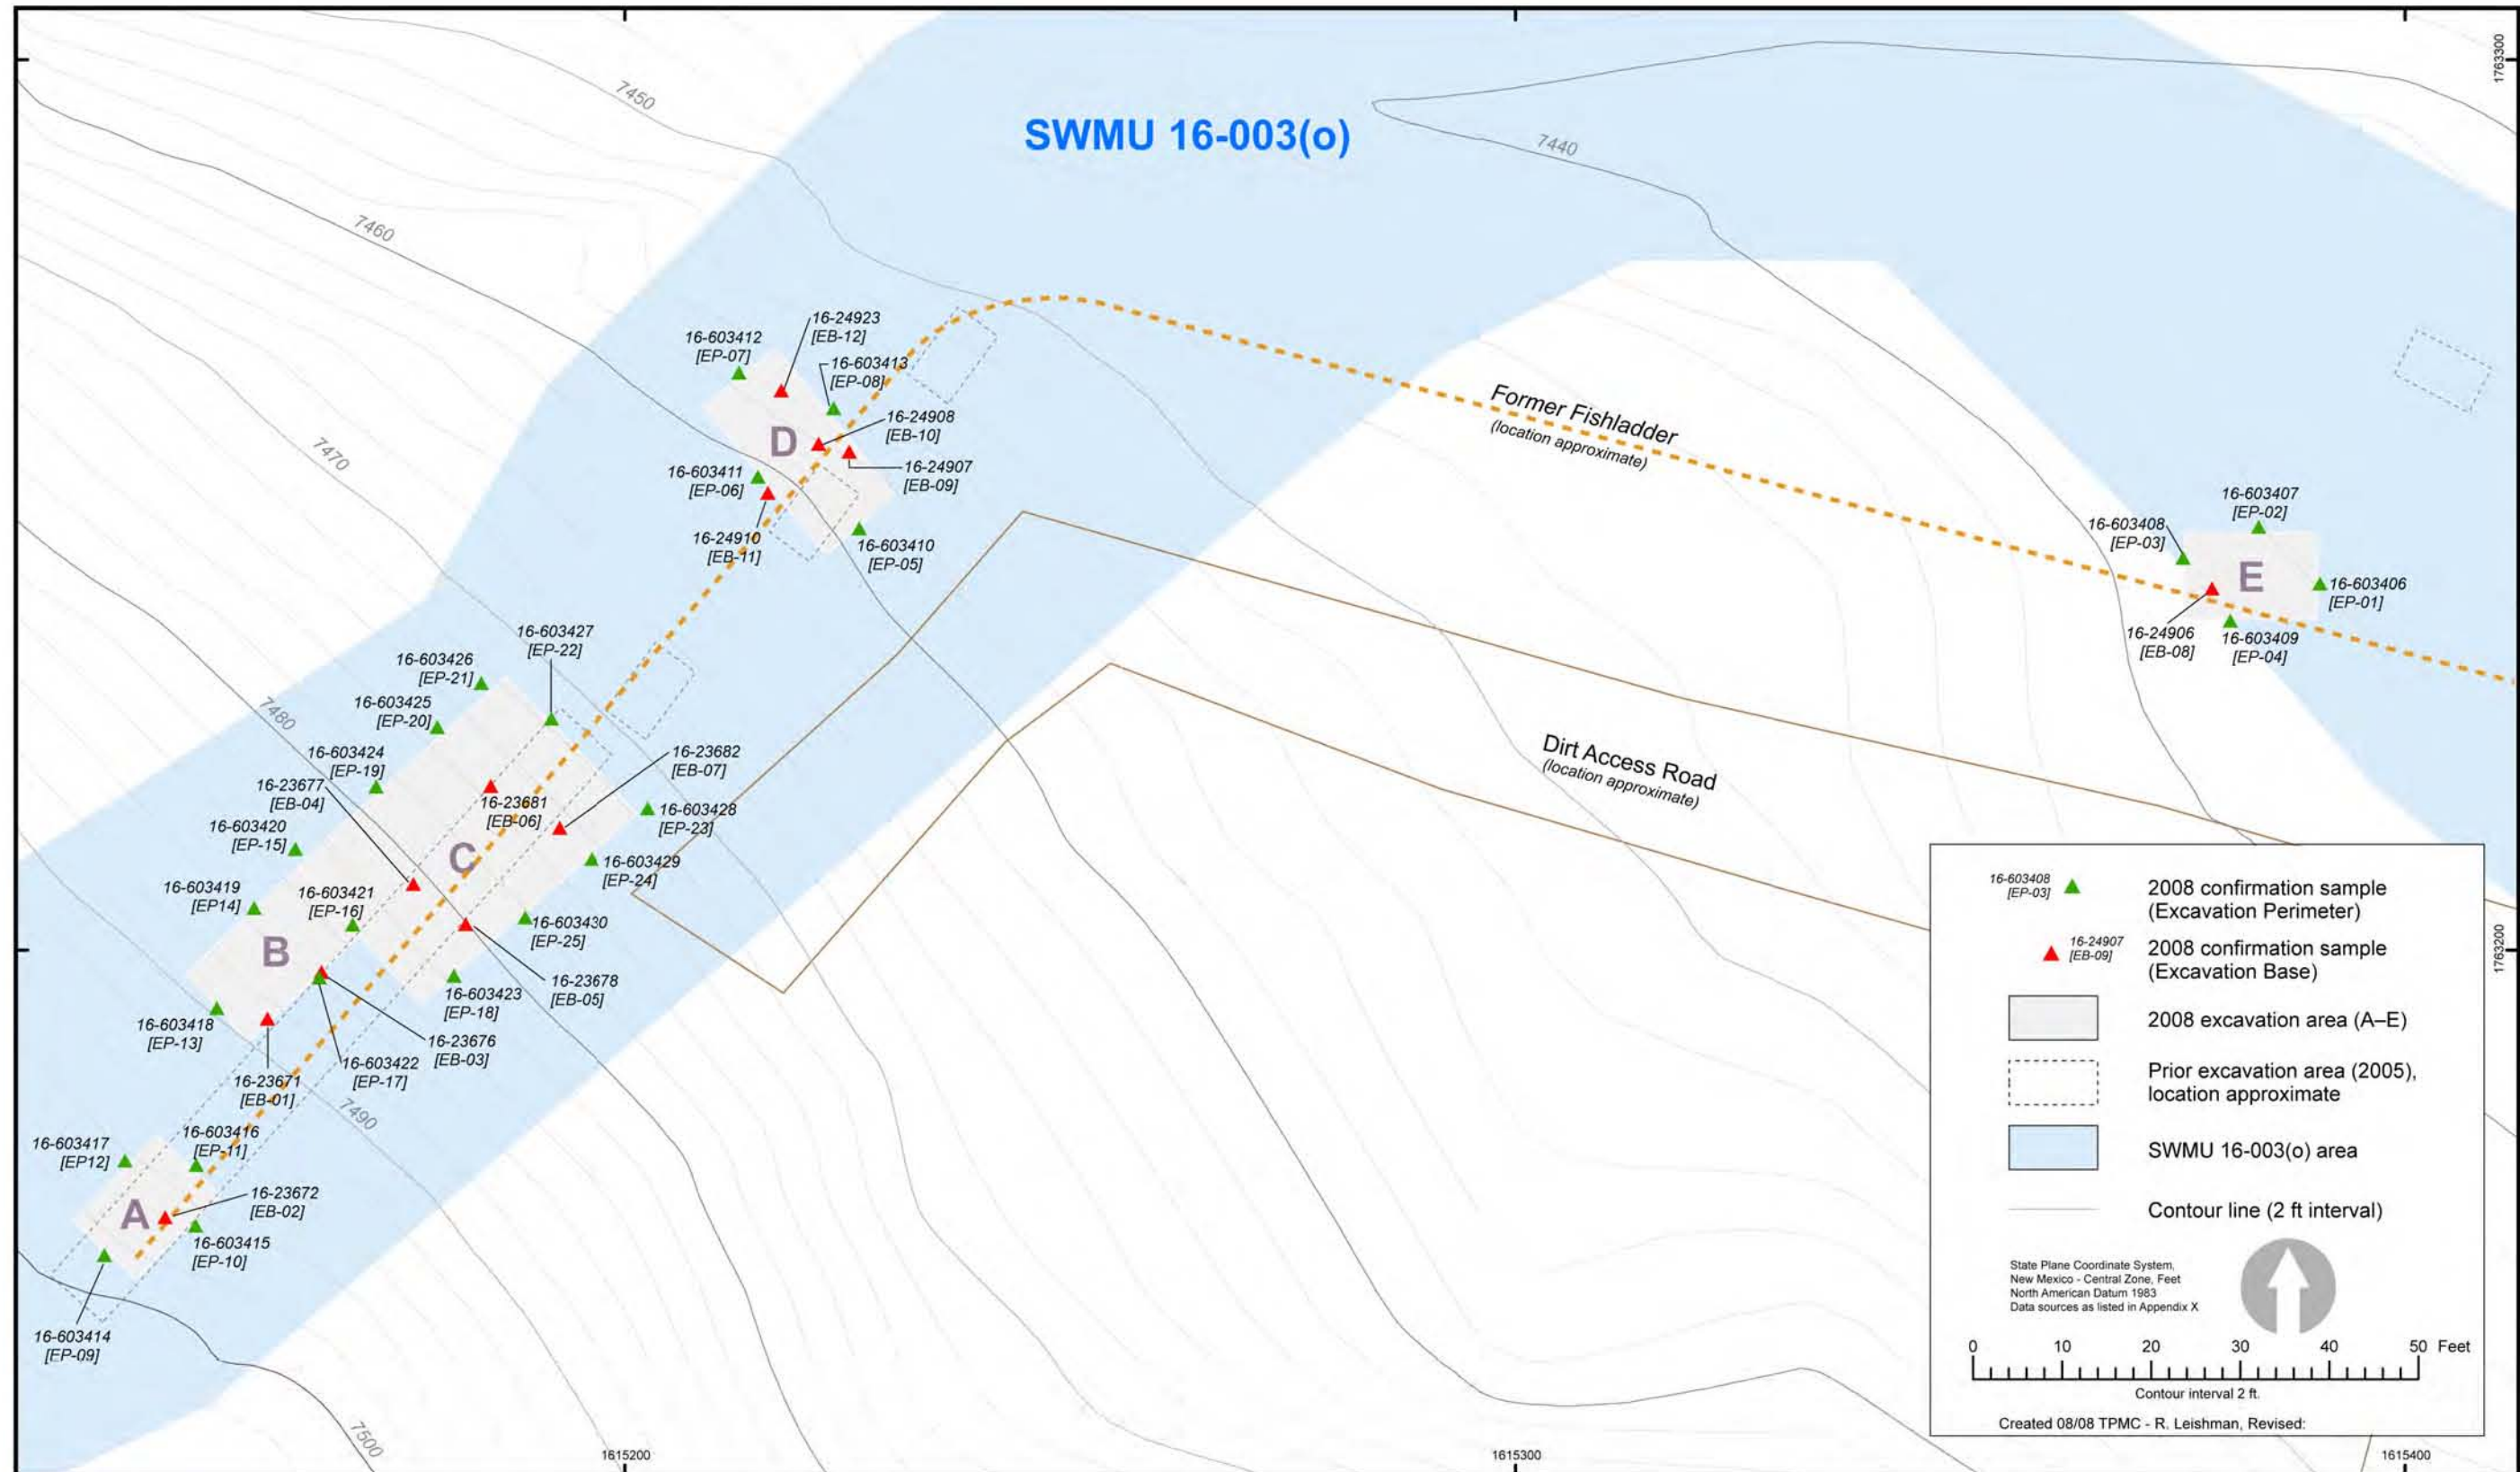 1763300
7450
SWMU 16-003(o)
7440
7460
16-603412
[EP-07]
16-24923
[EB-12]
16-603413
[EP-08]
16-24908
[EB-10]
D
16-24907
[EB-09]
16-603411
[EP-06]
16-24910
[EB-11]
16-603410
[EP-05]
Former Fishladder
(location approximate)
7470
16-603407
[EP-02]
16-603408
[EP-03]
E
16-603406
[EP-01]
16-24906
[EB-08]
16-603409
[EP-04]
16-603427
[EP-22]
16-603426
[EP-21]
16-603425
[EP-20]
7480
16-603424
[EP-19]
16-23677
[EB-04]
16-23682
[EB-07]
16-23681
[EB-06]
16-603428
[EP-23]
Dirt Access Road
(location approximate)
16-603420
[EP-15]
C
16-603429
[EP-24]
16-603419
[EP14]
16-603421
[EP-16]
16-603430
[EP-25]
B
16-23678
[EB-05]
16-603423
[EP-18]
16-603418
[EP-13]
16-23676
[EB-03]
16-603422
[EP-17]
16-23671
[EB-01]
7490
16-603417
[EP12]
16-603416
[EP-11]
A
16-23672
[EB-02]
16-603415
[EP-10]
16-603414
[EP-09]
7500
1763200
16-603408
[EP-03]
2008 confirmation sample
(Excavation Perimeter)
16-24907
[EB-09]
2008 confirmation sample
(Excavation Base)
2008 excavation area (A–E)
Prior excavation area (2005),
location approximate
SWMU 16-003(o) area
Contour line (2 ft interval)
State Plane Coordinate System,
New Mexico - Central Zone, Feet
North American Datum 1983
Data sources as listed in Appendix X
0 10 20 30 40 50 Feet
Contour interval 2 ft.
Created 08/08 TPMC - R. Leishman, Revised:
1615200
1615300
1615400